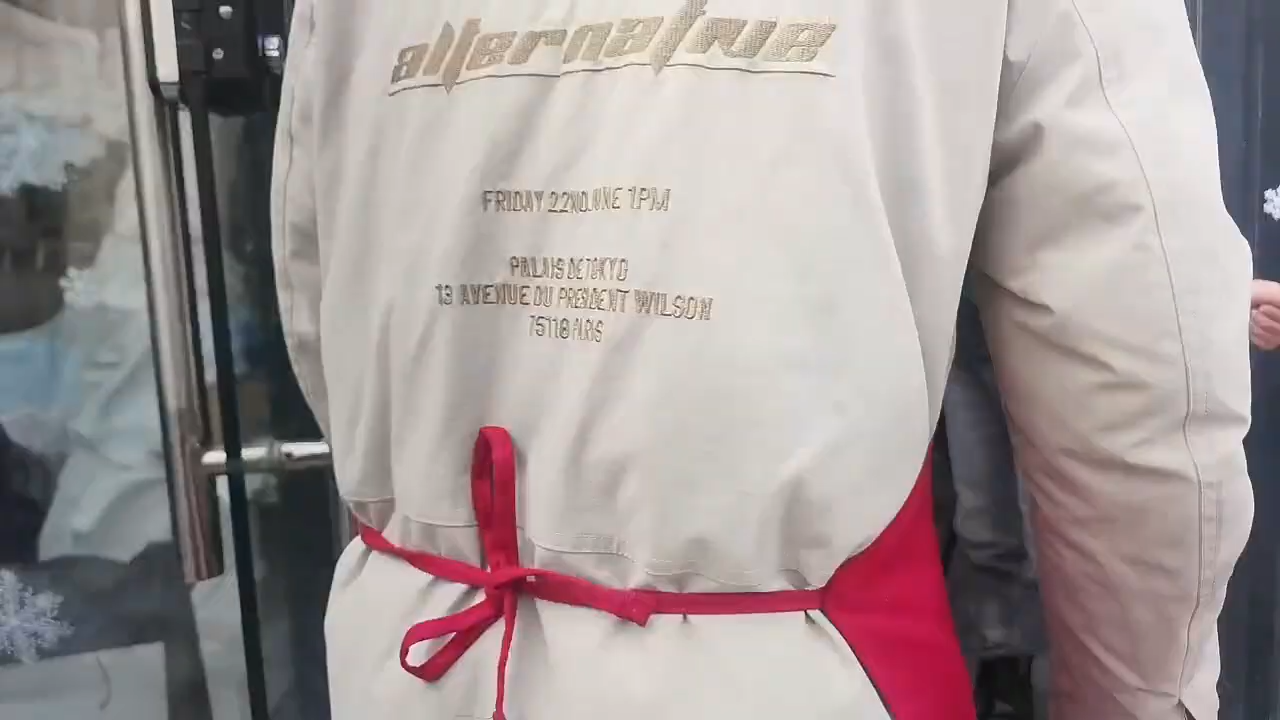 alternative
FRIDAY 22ND JUNE 1PM
PALAIS DE TOKYO
13 AVENUE DU PRESIDENT WILSON
75116 PARIS